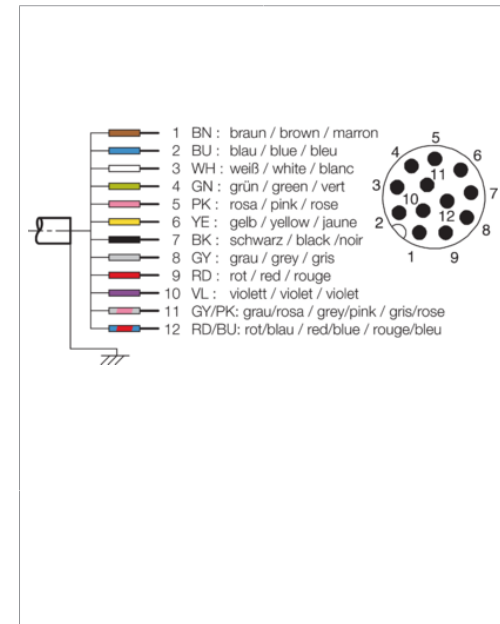 1 BN : braun / brown / marron
2 BU : blau / blue / bleu
3 WH : weiß / white / blanc
4 GN : grün / green / vert
5 PK : rosa / pink / rose
6 YE : gelb / yellow / jaune
7 BK : schwarz / black /noir
8 GY : grau / grey / gris
9 RD : rot / red / rouge
10 VL : violett / violet / violet
11 GY/PK: grau/rosa / grey/pink / gris/rose
12 RD/BU: rot/blau / red/blue / rouge/bleu
5
4 6
11
3 7
10
12
2 8
1 9